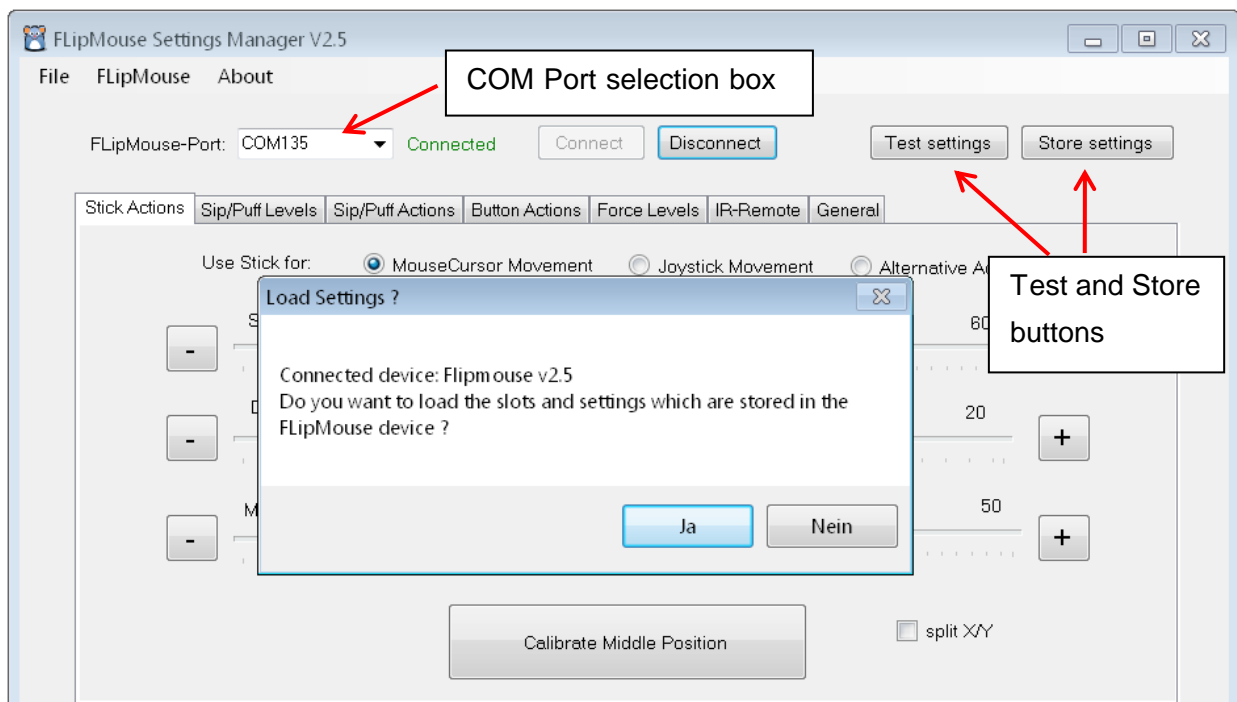 FLipMouse Settings Manager V2.5
File FLipMouse About
COM Port selection box
FLipMouse-Port: COM135 Connected Connect Disconnect Test settings Store settings
Stick Actions Sip/Puff Levels Sip/Puff Actions Button Actions Force Levels IR-Remote General
Use Stick for: MouseCursor Movement Joystick Movement Alternative
Test and Store
buttons
Load Settings ?
60
-
Connected device: Flipmouse v2.5
Do you want to load the slots and settings which are stored in the
FLipMouse device ?
20
- +
50
Ja Nein
- +
Calibrate Middle Position
split X/Y